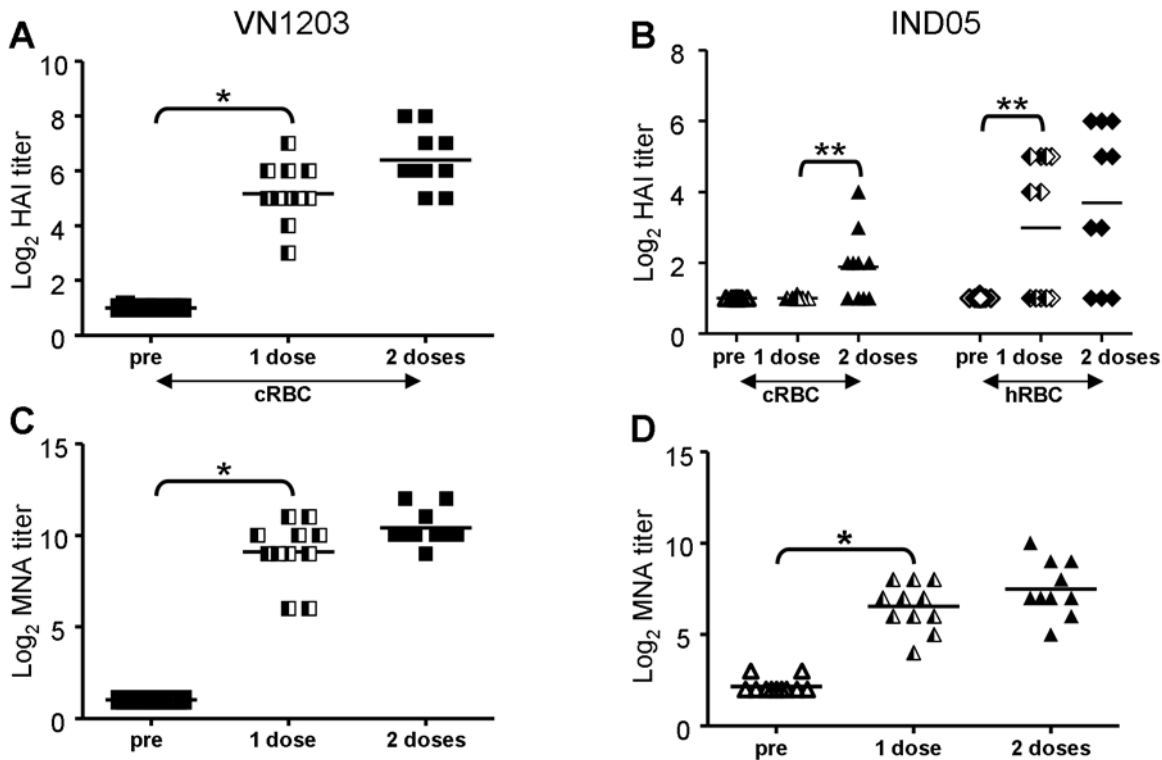 VN1203
IND05
A
Log2 HAI titer
10
8
6
4
2
0
*
pre
1 dose
2 doses
cRBC
B
Log2 HAI titer
8
6
4
2
0
**
**
pre 1 dose 2 doses
pre 1 dose 2 doses
cRBC
hRBC
C
Log2 MNA titer
15
10
5
0
*
pre
1 dose
2 doses
D
Log2 MNA titer
15
10
5
0
*
pre
1 dose
2 doses